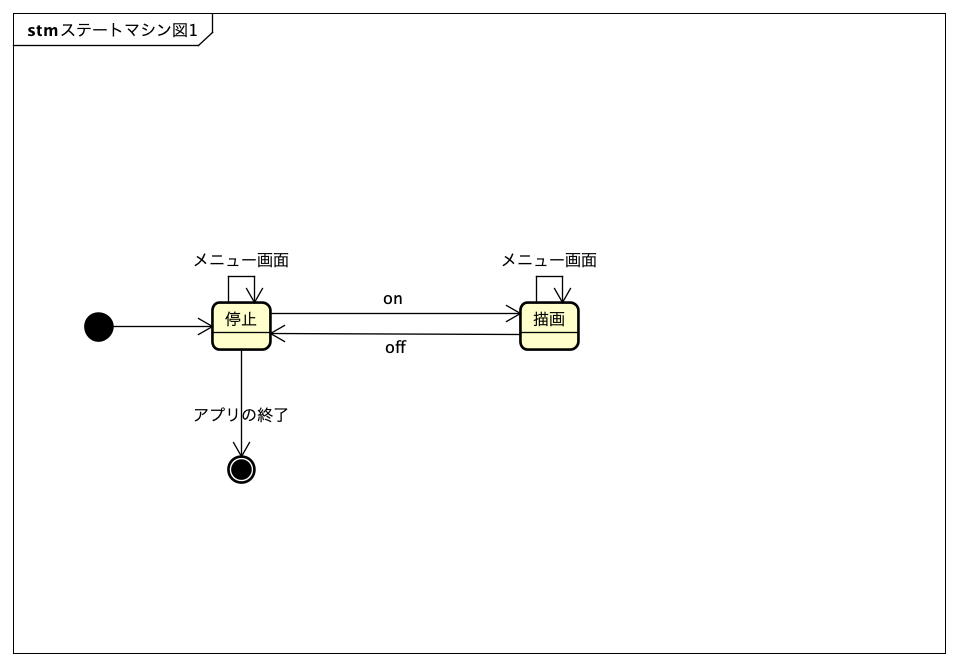 stm ステートマシン図1
メニュー画面
メニュー画面
on
停止
描画
off
アプリの終了